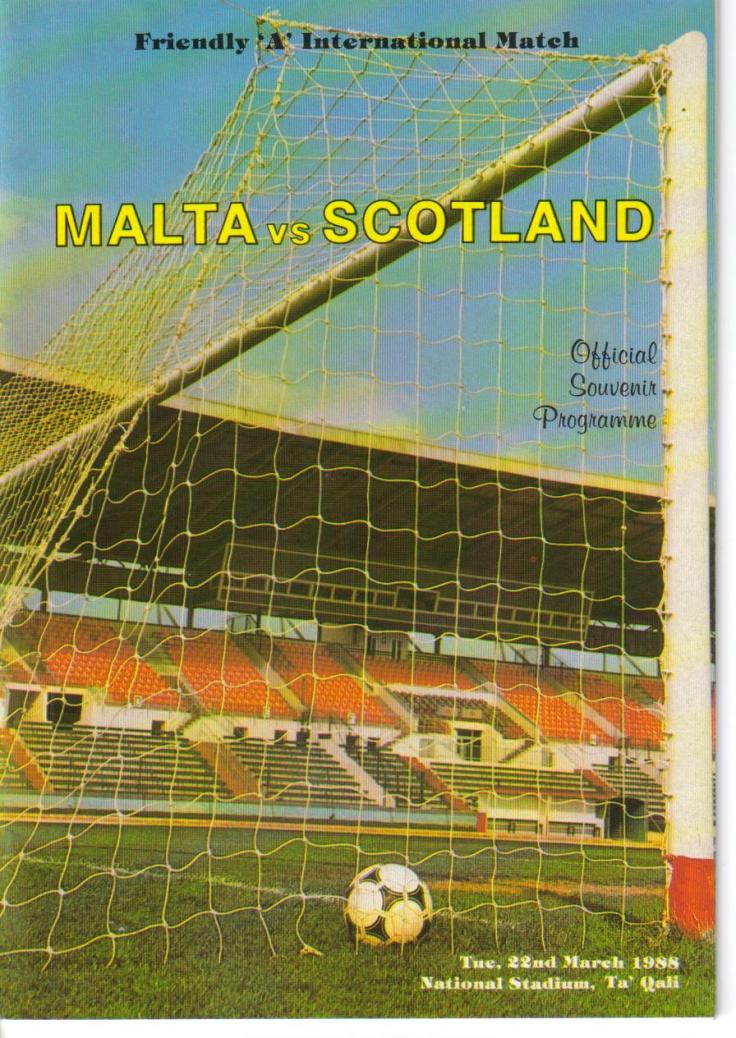 Friendly 'A' International Match
MALTA vs SCOTLAND
Official
Souvenir
Programme
Tue, 22nd March 1988
National Stadium, Ta' Qali